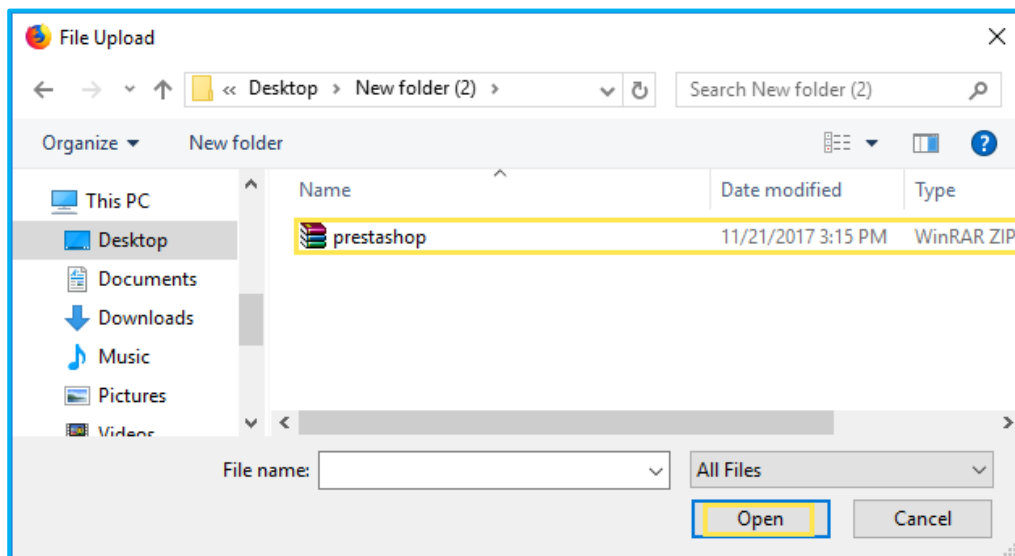 File Upload
« Desktop > New folder (2) >
Search New folder (2)
Organize
New folder
?
This PC
Desktop
Documents
Downloads
Music
Pictures
Videos
Name
Date modified
Type
prestashop
11/21/2017 3:15 PM
WinRAR ZIP
File name:
All Files
Open
Cancel